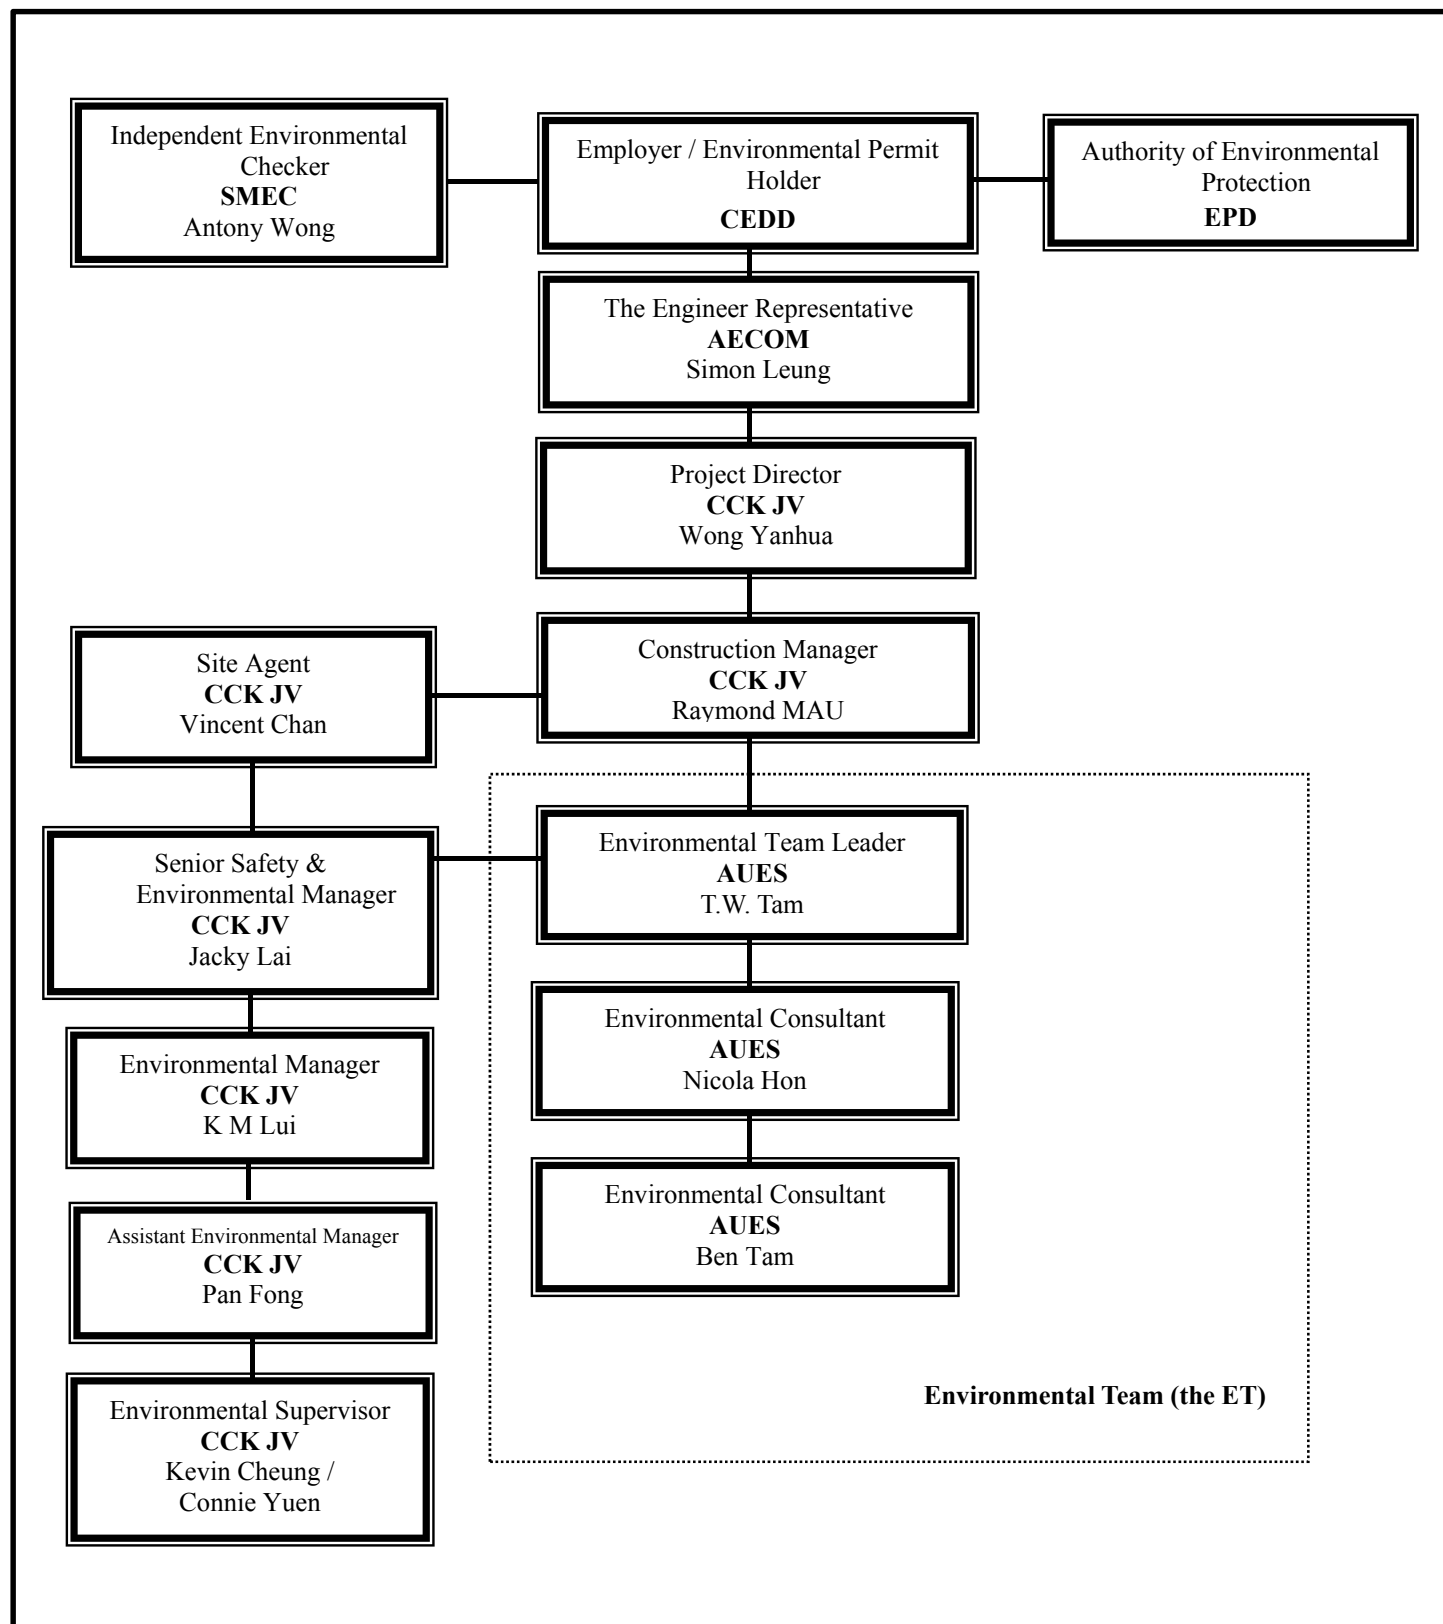 Independent Environmental
Checker
SMEC
Antony Wong
Employer / Environmental Permit
Holder
CEDD
Authority of Environmental
Protection
EPD
The Engineer Representative
AECOM
Simon Leung
Project Director
CCK JV
Wong Yanhua
Construction Manager
CCK JV
Raymond MAU
Site Agent
CCK JV
Vincent Chan
Senior Safety &
Environmental Manager
CCK JV
Jacky Lai
Environmental Team Leader
AUES
T.W. Tam
Environmental Manager
CCK JV
K M Lui
Environmental Consultant
AUES
Nicola Hon
Assistant Environmental Manager
CCK JV
Pan Fong
Environmental Consultant
AUES
Ben Tam
Environmental Supervisor
CCK JV
Kevin Cheung /
Connie Yuen
Environmental Team (the ET)